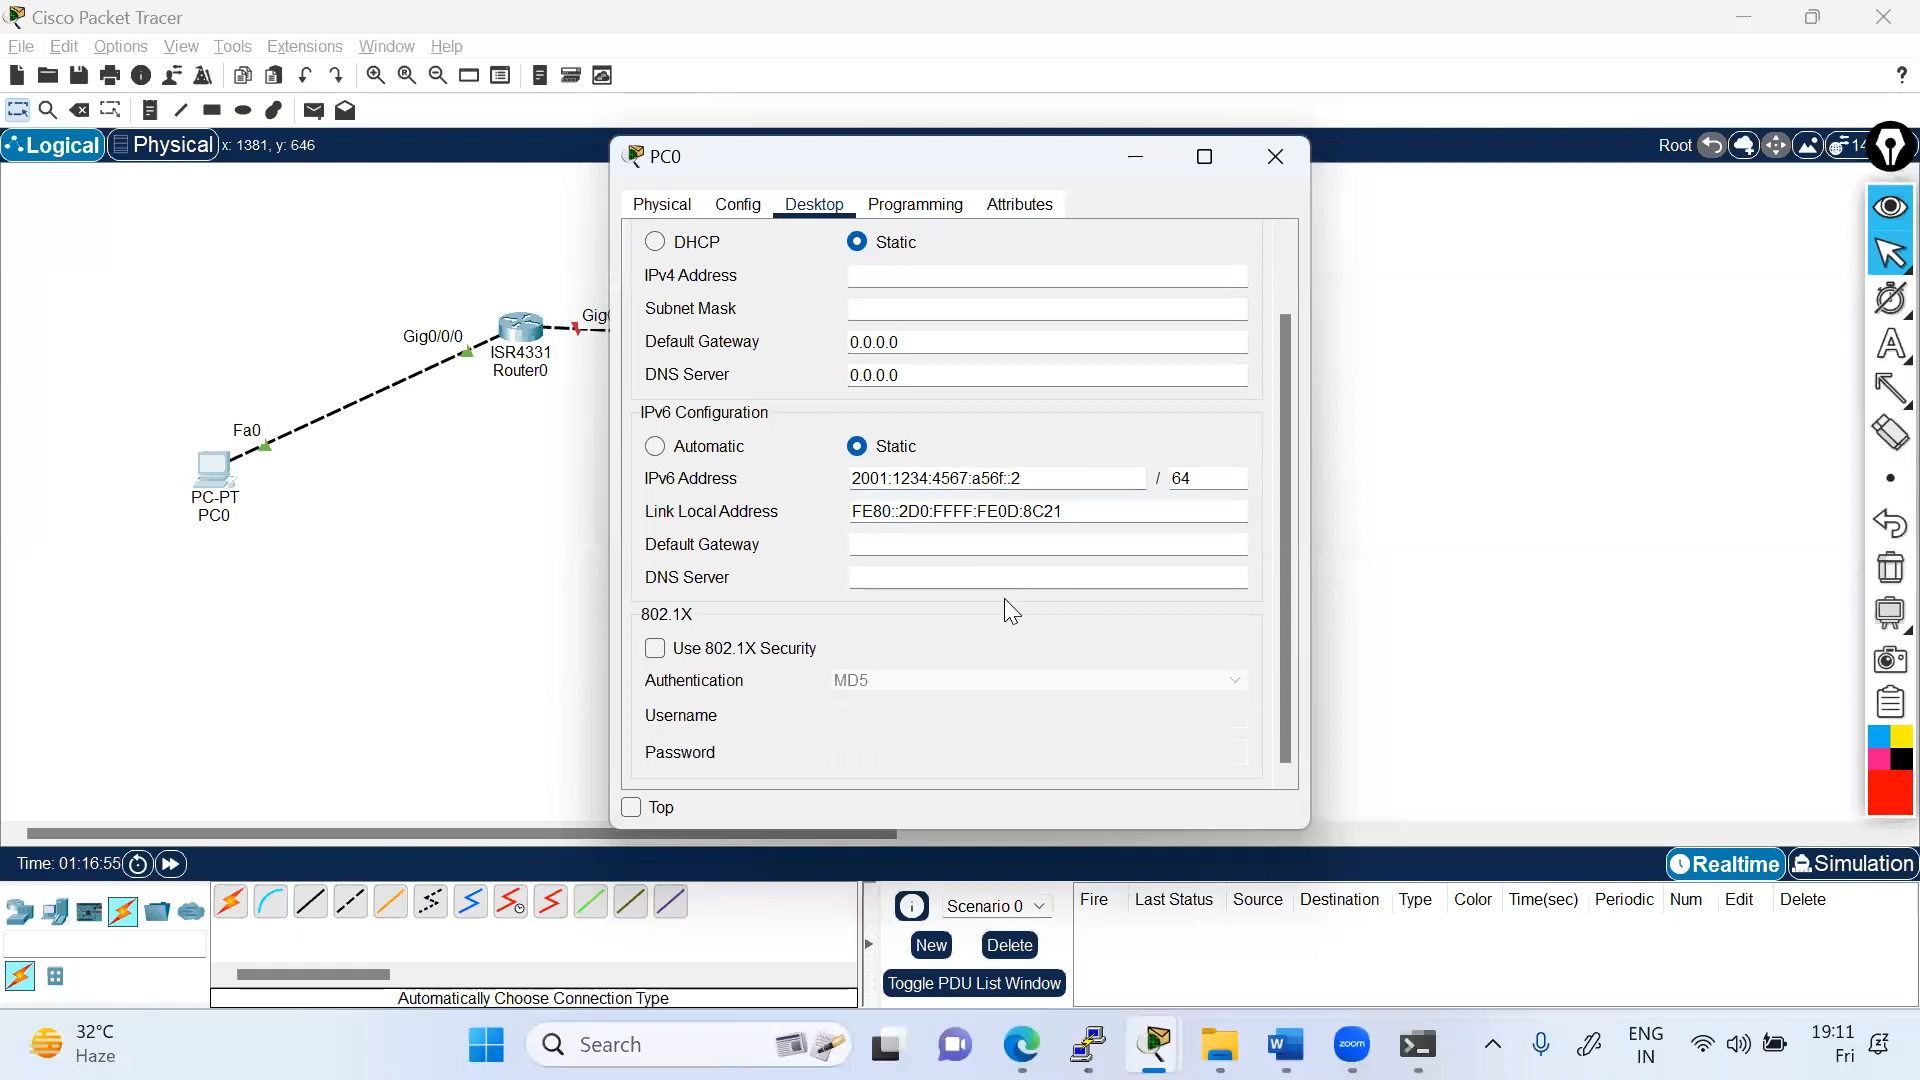 Cisco Packet Tracer
File Edit Options View Tools Extensions Window Help
?
Logical Physical x: 1381, y: 646
Root
PC0
Physical Config Desktop Programming Attributes
DHCP Static
IPv4 Address
Subnet Mask
Default Gateway 0.0.0.0
DNS Server 0.0.0.0
IPv6 Configuration
Automatic Static
IPv6 Address 2001:1234:4567:a56f::2 / 64
Link Local Address FE80::2D0:FFFF:FE0D:8C21
Default Gateway
DNS Server
802.1X
Use 802.1X Security
Authentication MD5
Username
Password
Top
Gig0/0/0
ISR4331
Router0
Fa0
PC-PT
PC0
A
Time: 01:16:55
Realtime Simulation
Scenario 0
New Delete
Toggle PDU List Window
Fire Last Status Source Destination Type Color Time(sec) Periodic Num Edit Delete
Automatically Choose Connection Type
32°C
Haze
Search
zoom
ENG
IN
19:11
Fri